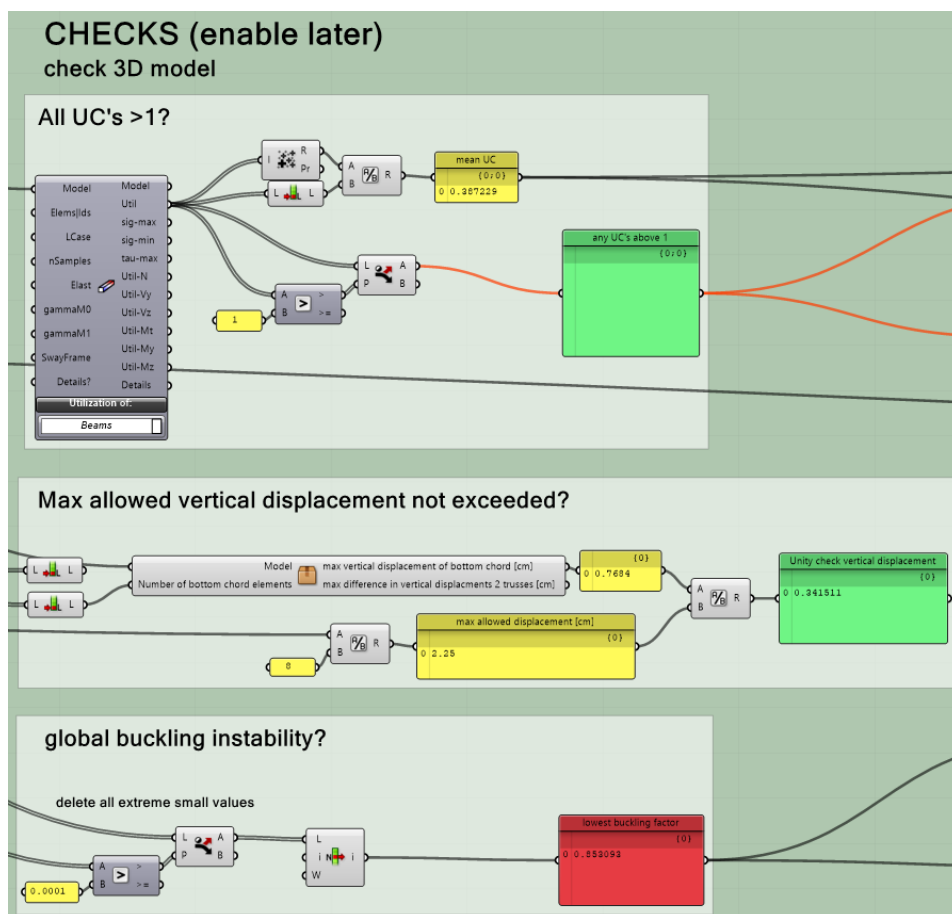 CHECKS (enable later)
check 3D model
All UC's >1?
Model
Elems|Ids
LCase
nSamples
Elast
gammaM0
gammaM1
SwayFrame
Details?
Model
Util
sig-max
sig-min
tau-max
Util-N
Util-Vy
Util-Vz
Util-Mt
Util-My
Util-Mz
Details
Utilization of:
Beams
I R
Pr
L L
A
B
A/B R
mean UC
{0;0}
0 0.387229
1
A >
B >=
>
L A
P B
any UC's above 1
{0;0}
Max allowed vertical displacement not exceeded?
L L
L L
Model
Number of bottom chord elements
max vertical displacement of bottom chord [cm]
max difference in vertical displacments 2 trusses [cm]
{0}
0 0.7684
A
B
A/B R
Unity check vertical displacement
{0}
0 0.341511
8
A
B
A/B R
max allowed displacement [cm]
{0}
0 2.25
global buckling instability?
delete all extreme small values
0.0001
A >
B >=
>
L A
P B
L
i N i
W
lowest buckling factor
{0}
0 0.853093